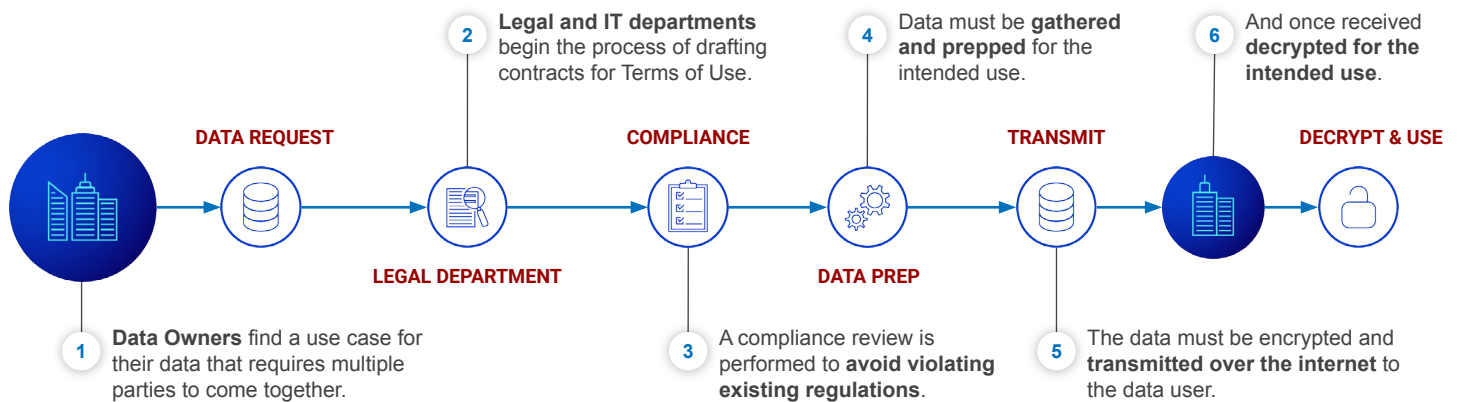 2
Legal and IT departments
begin the process of drafting
contracts for Terms of Use.
4
Data must be gathered
and prepped for the
intended use.
6
And once received
decrypted for the
intended use.
DATA REQUEST
COMPLIANCE
TRANSMIT
DECRYPT & USE
LEGAL DEPARTMENT
DATA PREP
1
Data Owners find a use case for
their data that requires multiple
parties to come together.
3
A compliance review is
performed to avoid violating
existing regulations.
5
The data must be encrypted and
transmitted over the internet to
the data user.